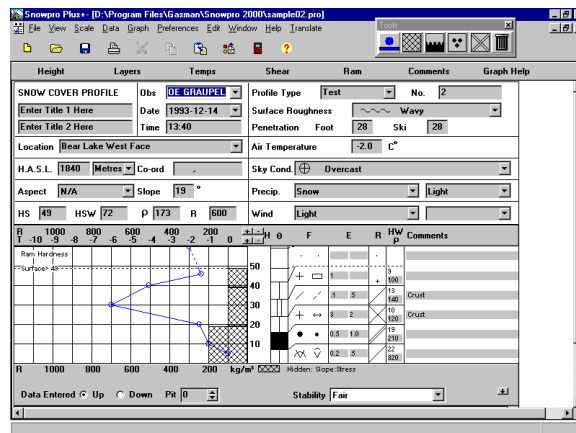 Snowpro Plus+- [D:\Program Files\Gasman\Snowpro 2000\sample02.pro]
File View Scale Data Graph Preferences Edit Window Help Translate
Tools
Height Layers Temps Shear Ram Comments Graph Help
SNOW COVER PROFILE Obs DE GRAUPEL Profile Type Test No. 2
Enter Title 1 Here Date 1993-12-14 Surface Roughness Wavy
Enter Title 2 Here Time 13:40 Penetration Foot 28 Ski 28
Location Bear Lake West Face Air Temperature -2.0 C°
H.A.S.L. 1840 Metres Co-ord . Sky Cond. Overcast
Aspect N/A Slope 19 ° Precip. Snow Light
HS 49 HSW 72 ρ 173 R 600 Wind Light
R 1000 800 600 400 200 H θ F E R HW Comments
T -10 -9 -8 -7 -6 -5 -4 -3 -2 -1 0 ρ
Ram Hardness
Surface> 49
50
1 9
100
40
.1 .5 13 Crust
140
30
3 2 10 Crust
120
20
0.5 1.0 19
210
10
0.2 .5 22
320
R 1000 800 600 400 200 kg/m³ Hidden: Slope:Stress
Data Entered Up Down Pit 0 Stability Fair